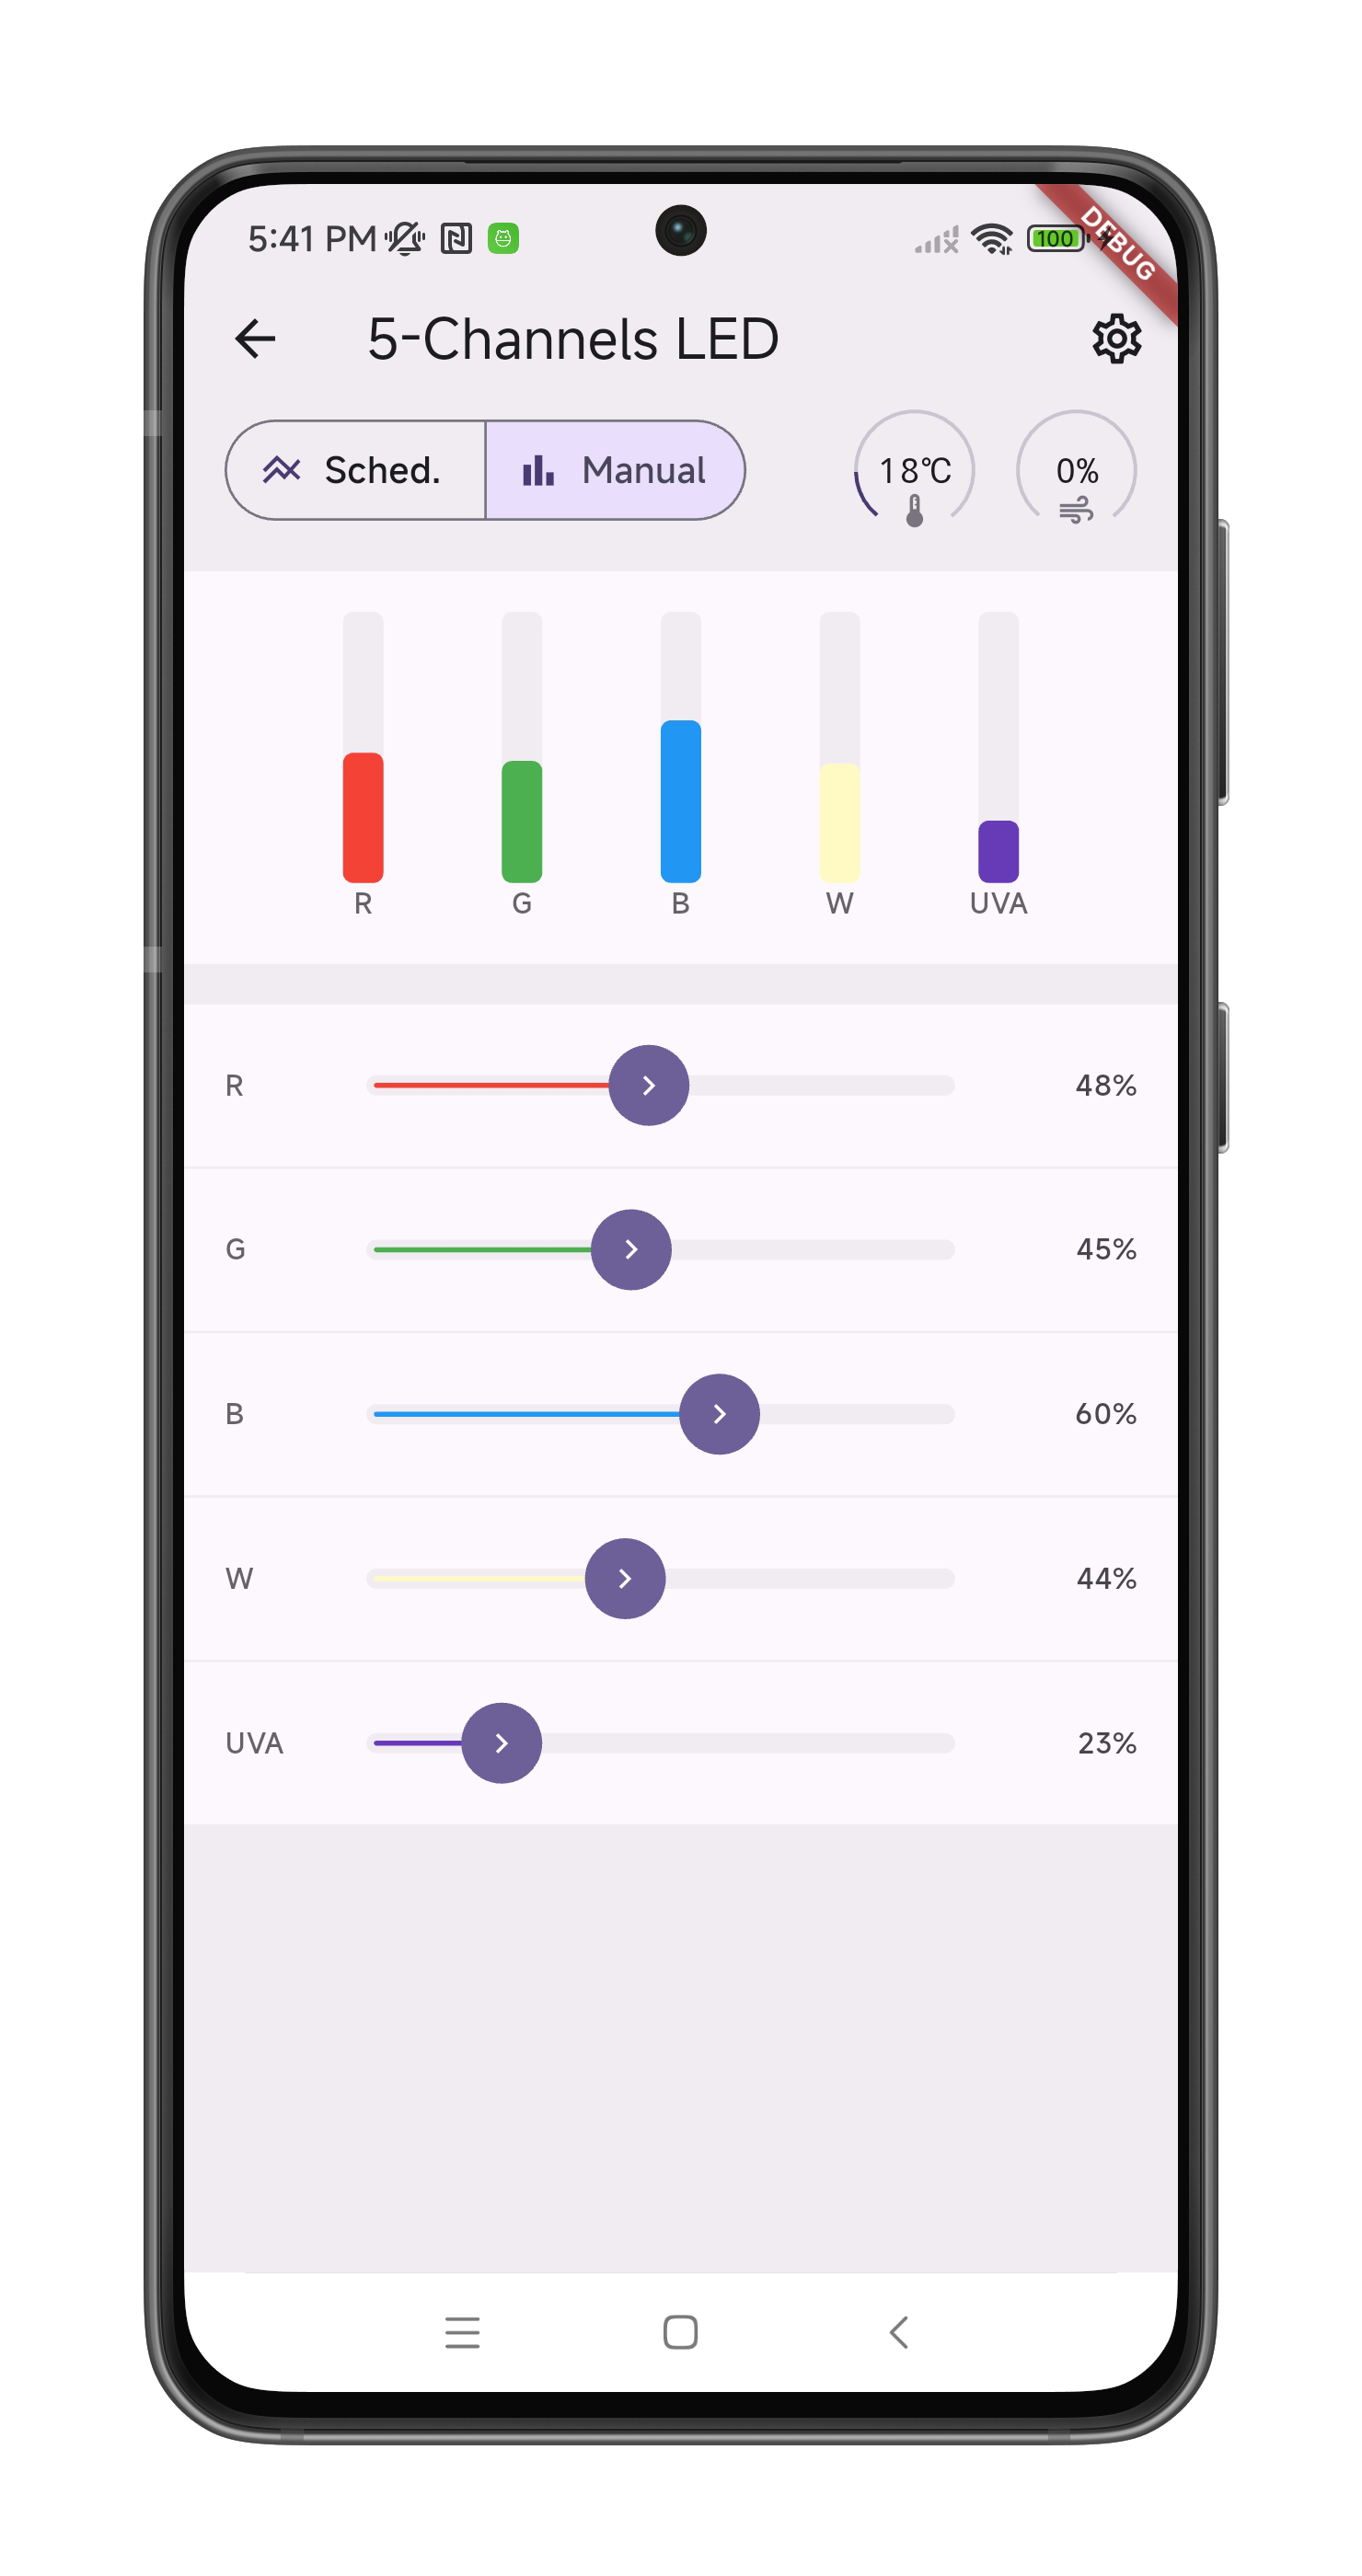 5:41 PM
100
DEBUG
5-Channels LED
Sched.
Manual
18℃
0%
R G B W UVA
R 48%
G 45%
B 60%
W 44%
UVA 23%